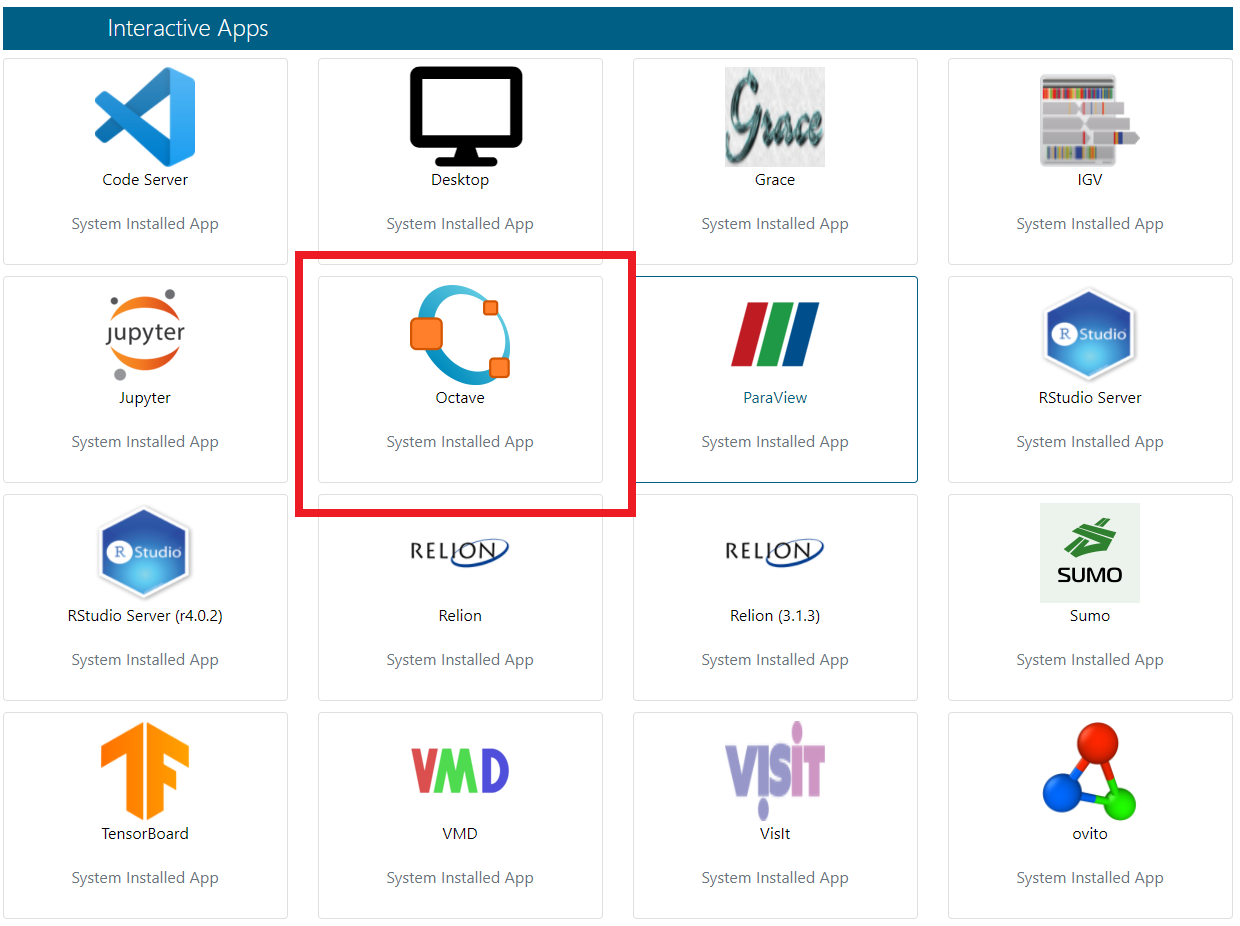 Interactive Apps
Grace
Code Server
Desktop
Grace
IGV
System Installed App
System Installed App
System Installed App
System Installed App
jupyter
R Studio
Jupyter
Octave
ParaView
RStudio Server
System Installed App
System Installed App
System Installed App
System Installed App
R Studio
RELION
RELION
SUMO
RStudio Server (r4.0.2)
Relion
Relion (3.1.3)
Sumo
System Installed App
System Installed App
System Installed App
System Installed App
TF
VMD
VISIT
TensorBoard
VMD
VisIt
ovito
System Installed App
System Installed App
System Installed App
System Installed App